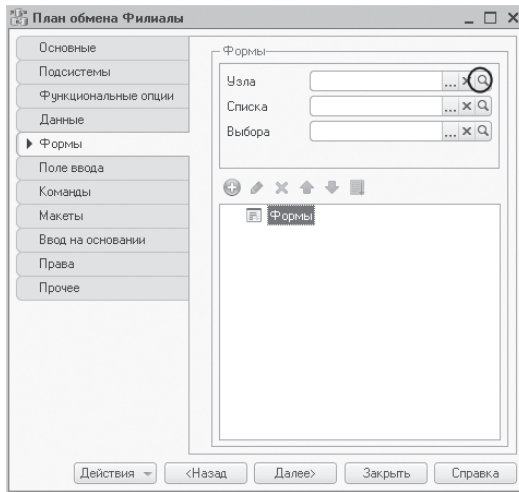 План обмена Филиалы
Основные
Подсистемы
Функциональные опции
Данные
Формы
Поле ввода
Команды
Макеты
Ввод на основании
Права
Прочее
Формы
Узла
Списка
Выбора
Формы
Действия
<Назад
Далее>
Закрыть
Справка